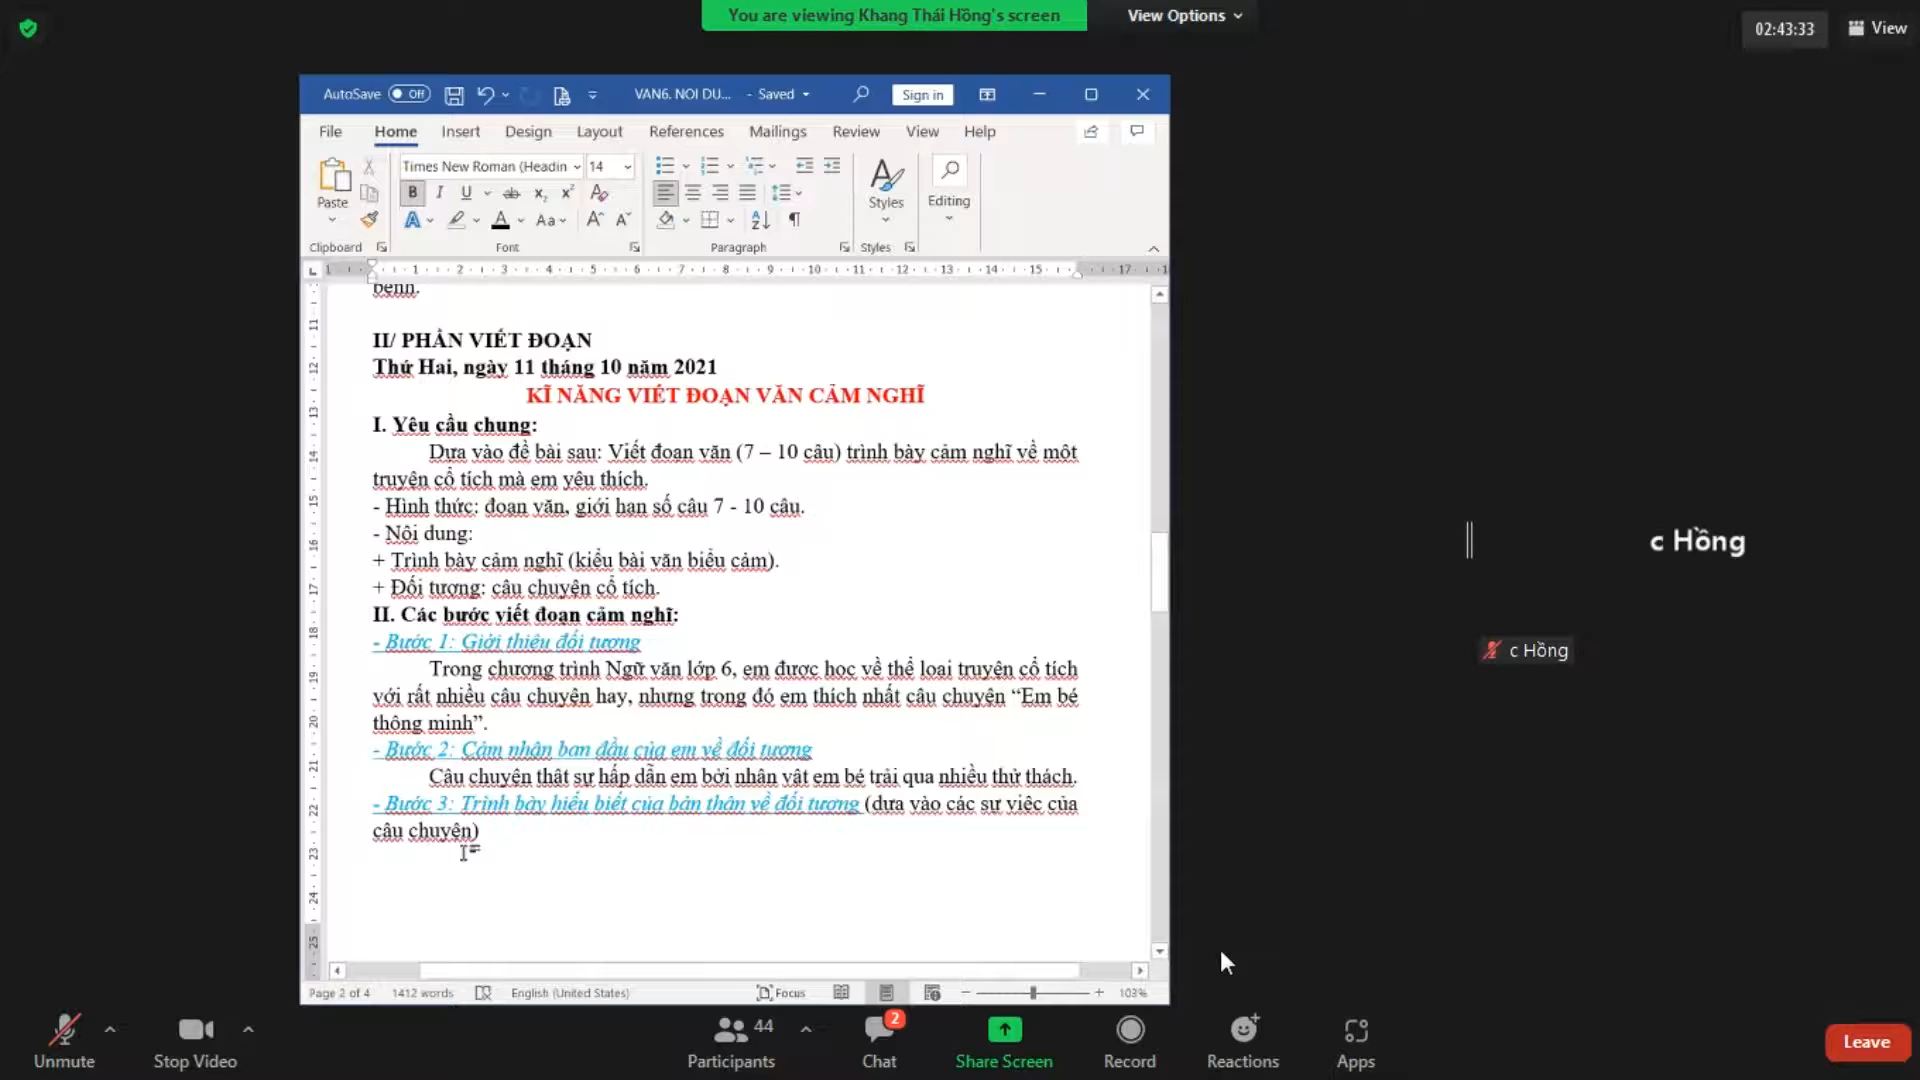 You are viewing Khang Thái Hồng's screen
View Options
02:43:33
View
AutoSave Off
VAN6. NOI DU... - Saved
Sign in
File Home Insert Design Layout References Mailings Review View Help
Times New Roman (Headin 14
Paste
Styles
Editing
Clipboard
Font
Paragraph
Styles
bệnh.
II/ PHẦN VIẾT ĐOẠN
Thứ Hai, ngày 11 tháng 10 năm 2021
KĨ NĂNG VIẾT ĐOẠN VĂN CẢM NGHĨ
I. Yêu cầu chung:
Dựa vào đề bài sau: Viết đoạn văn (7 – 10 câu) trình bày cảm nghĩ về một
truyện cổ tích mà em yêu thích.
- Hình thức: đoạn văn, giới hạn số câu 7 - 10 câu.
- Nội dung:
+ Trình bày cảm nghĩ (kiểu bài văn biểu cảm).
+ Đối tượng: câu chuyện cổ tích.
II. Các bước viết đoạn cảm nghĩ:
- Bước 1: Giới thiệu đối tượng
Trong chương trình Ngữ văn lớp 6, em được học về thể loại truyện cổ tích
với rất nhiều câu chuyện hay, nhưng trong đó em thích nhất câu chuyện “Em bé
thông minh”.
- Bước 2: Cảm nhận ban đầu của em về đối tượng
Câu chuyện thật sự hấp dẫn em bởi nhân vật em bé trải qua nhiều thử thách.
- Bước 3: Trình bày hiểu biết của bản thân về đối tượng (dựa vào các sự việc của
câu chuyện)
c Hồng
c Hồng
Page 2 of 4 1412 words English (United States) Focus 103%
Unmute
Stop Video
Participants 44
Chat 2
Share Screen
Record
Reactions
Apps
Leave